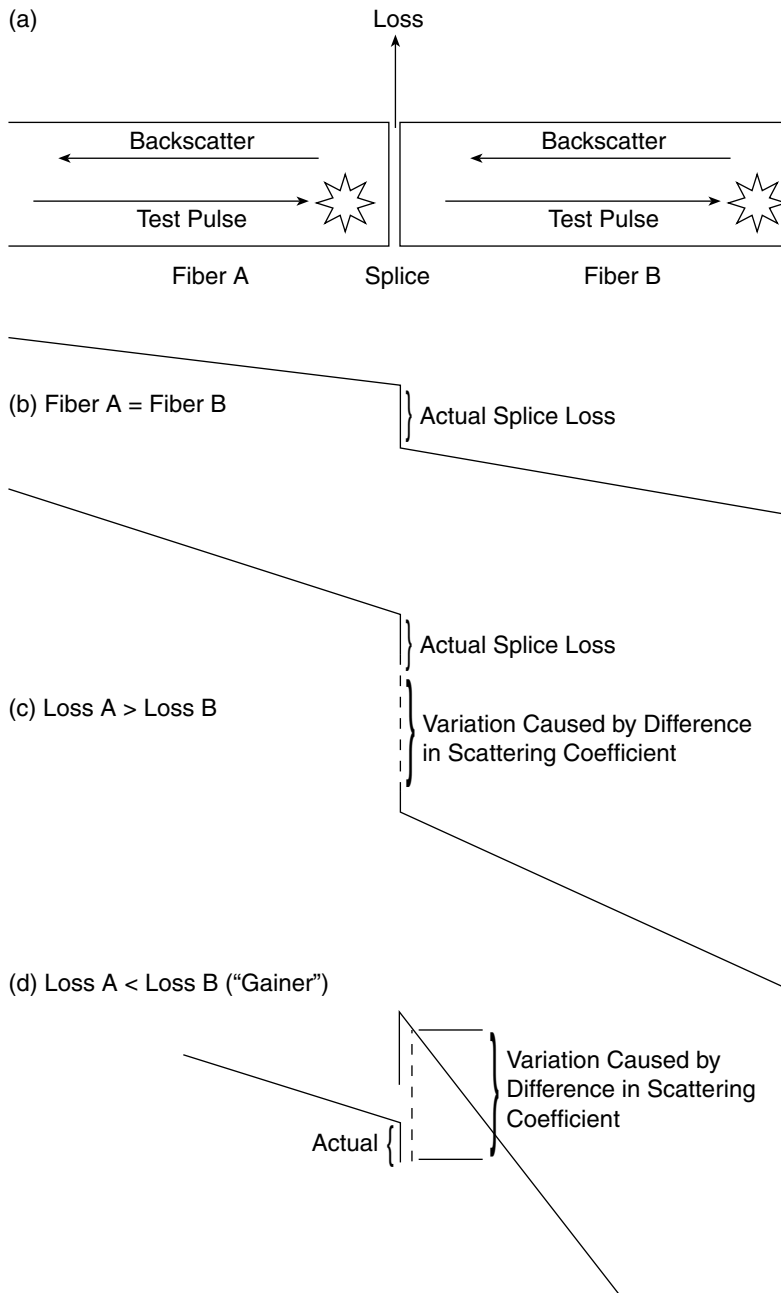 (a)
Loss
Backscatter
Backscatter
Test Pulse
Test Pulse
Fiber A
Splice
Fiber B
(b) Fiber A = Fiber B
Actual Splice Loss
Actual Splice Loss
(c) Loss A > Loss B
Variation Caused by Difference
in Scattering Coefficient
(d) Loss A < Loss B (“Gainer”)
Variation Caused by
Difference in Scattering
Coefficient
Actual